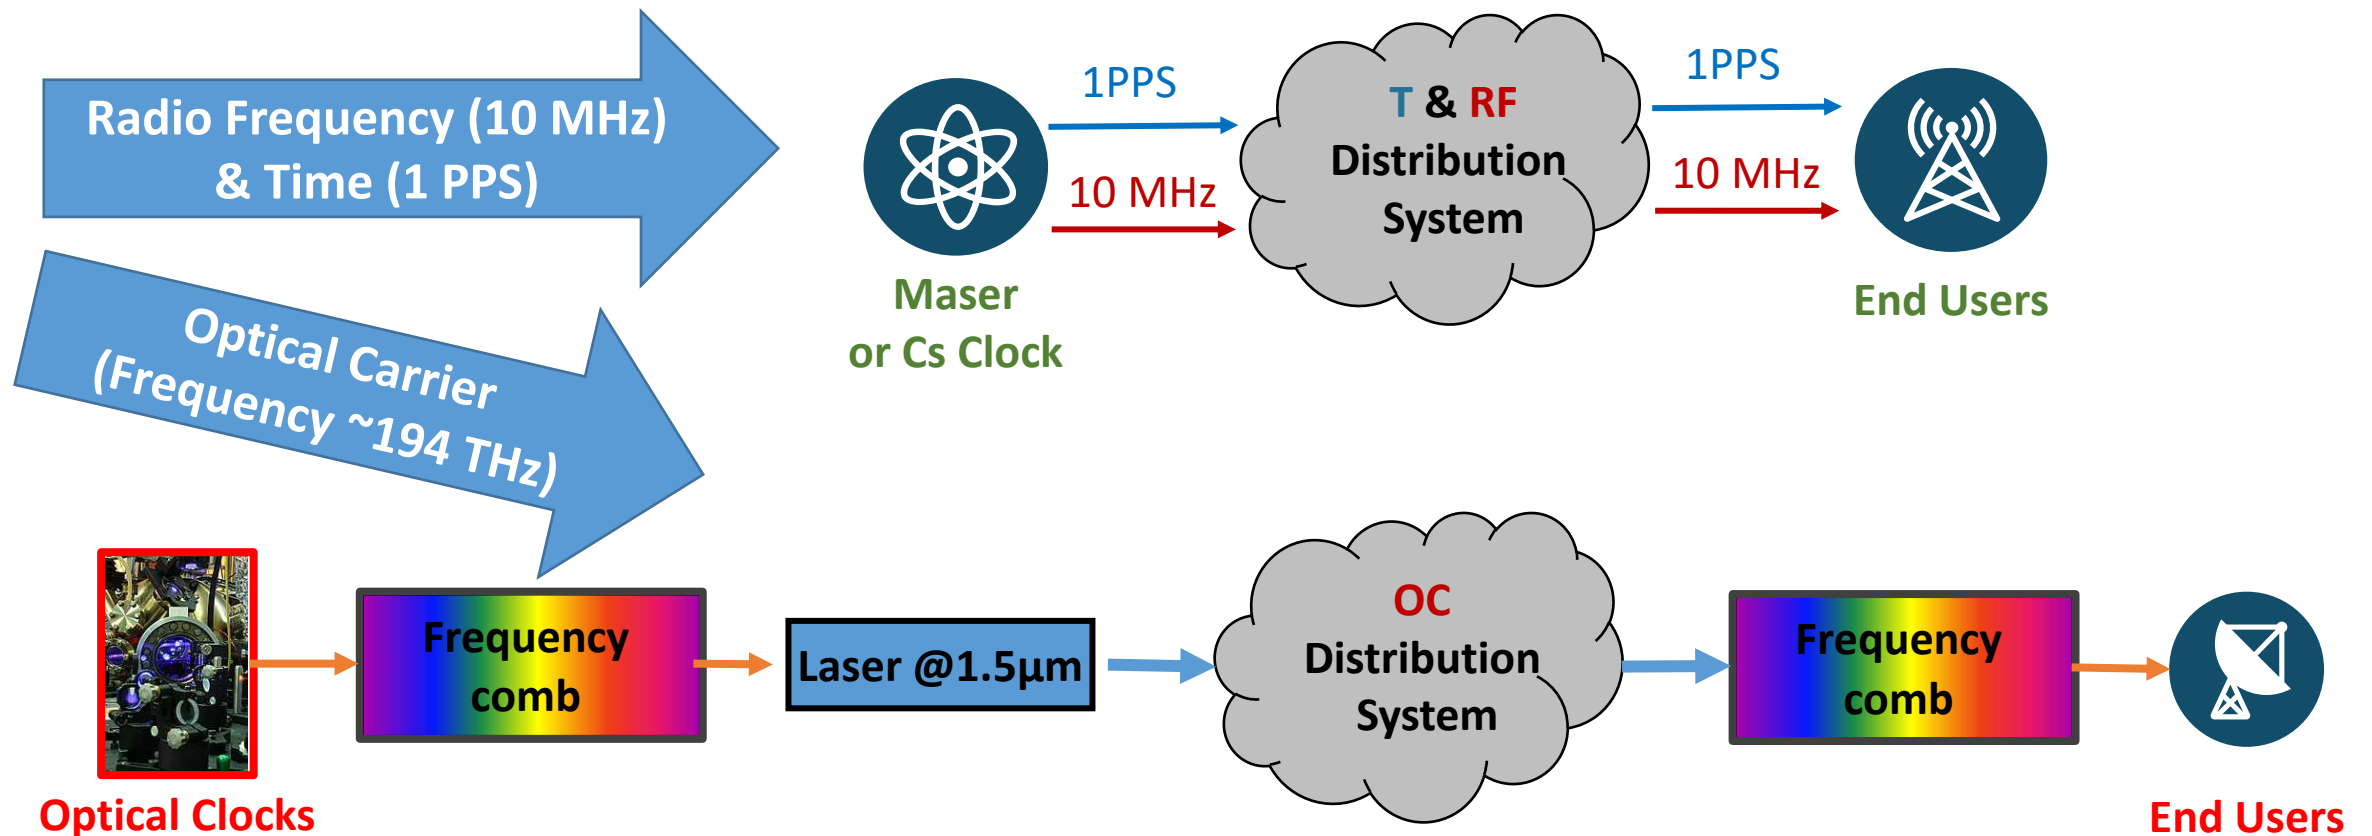 Radio Frequency (10 MHz)
& Time (1 PPS)
1PPS
10 MHz
T & RF
Distribution
System
1PPS
10 MHz
Maser
or Cs Clock
End Users
Optical Carrier
(Frequency ~194 THz)
Frequency
comb
Laser @1.5µm
OC
Distribution
System
Frequency
comb
Optical Clocks
End Users